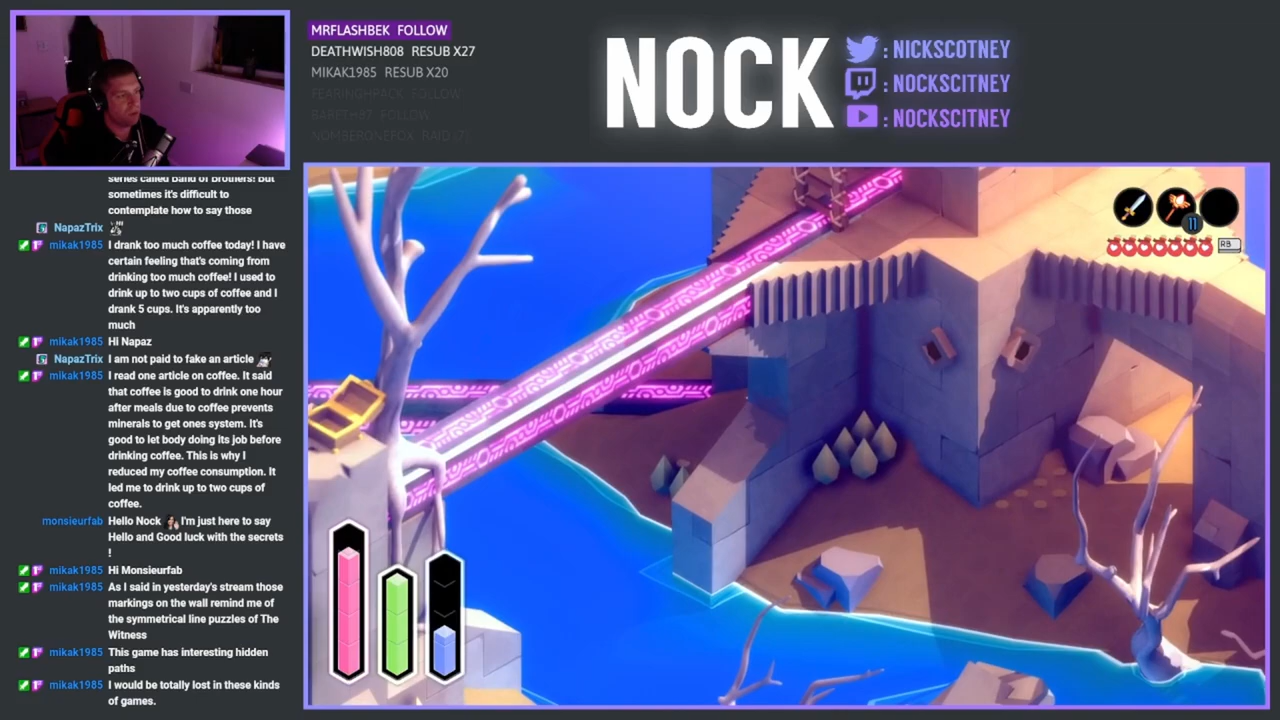 MRFLASHBEK FOLLOW
DEATHWISH808 RESUB X27
MIKAK1985 RESUB X20
FEARINGHPACK FOLLOW
GARETH87 FOLLOW
NOMBERONEFOX RAID (7)
NOCK
: NICKSCOTNEY
: NOCKSCITNEY
: NOCKSCITNEY
series called Band of Brothers! But
sometimes it's difficult to
contemplate how to say those
NapazTrix
mikak1985 I drank too much coffee today! I have
certain feeling that's coming from
drinking too much coffee! I used to
drink up to two cups of coffee and I
drank 5 cups. It's apparently too
much
mikak1985 Hi Napaz
NapazTrix I am not paid to fake an article
mikak1985 I read one article on coffee. It said
that coffee is good to drink one hour
after meals due to coffee prevents
minerals to get ones system. It's
good to let body doing its job before
drinking coffee. This is why I
reduced my coffee consumption. It
led me to drink up to two cups of
coffee.
monsieurfab Hello Nock I'm just here to say
Hello and Good luck with the secrets
!
mikak1985 Hi Monsieurfab
mikak1985 As I said in yesterday's stream those
markings on the wall remind me of
the symmetrical line puzzles of The
Witness
mikak1985 This game has interesting hidden
paths
mikak1985 I would be totally lost in these kinds
of games.
11
RB